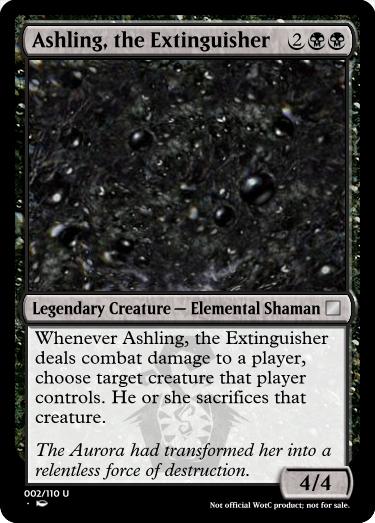 Ashling, the Extinguisher 2
Legendary Creature — Elemental Shaman
Whenever Ashling, the Extinguisher
deals combat damage to a player,
choose target creature that player
controls. He or she sacrifices that
creature.
The Aurora had transformed her into a
relentless force of destruction.
4/4
002/110 U
Not official WotC product; not for sale.